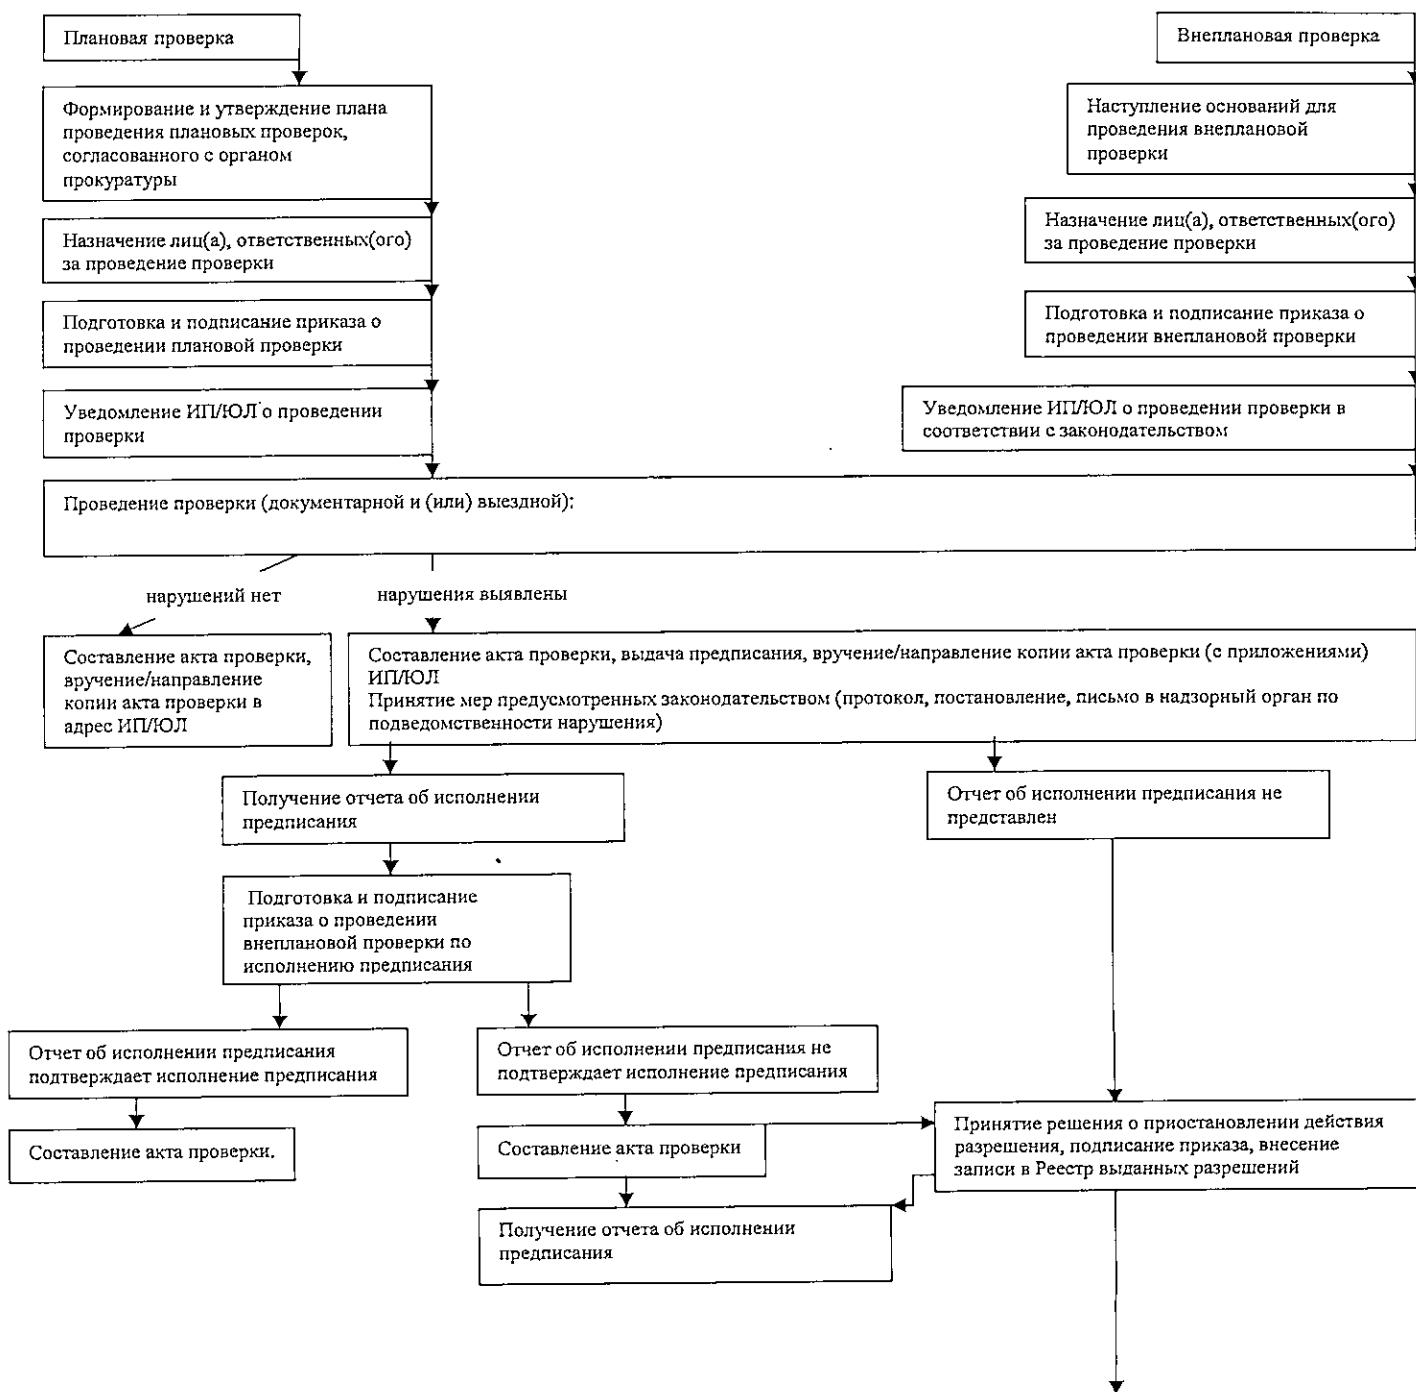 Плановая проверка
Внеплановая проверка
Формирование и утверждение плана
проведения плановых проверок,
согласованного с органом
прокуратуры
Наступление оснований для
проведения внеплановой
проверки
Назначение лиц(а), ответственных(ого)
за проведение проверки
Назначение лиц(а), ответственных(ого)
за проведение проверки
Подготовка и подписание приказа о
проведении плановой проверки
Подготовка и подписание приказа о
проведении внеплановой проверки
Уведомление ИП/ЮЛ о проведении
проверки
Уведомление ИП/ЮЛ о проведении проверки в
соответствии с законодательством
Проведение проверки (документарной и (или) выездной):
нарушений нет
нарушения выявлены
Составление акта проверки,
вручение/направление
копии акта проверки в
адрес ИП/ЮЛ
Составление акта проверки, выдача предписания, вручение/направление копии акта проверки (с приложениями)
ИП/ЮЛ
Принятие мер предусмотренных законодательством (протокол, постановление, письмо в надзорный орган по
подведомственности нарушения)
Получение отчета об исполнении
предписания
Отчет об исполнении предписания не
представлен
Подготовка и подписание
приказа о проведении
внеплановой проверки по
исполнению предписания
Отчет об исполнении предписания
подтверждает исполнение предписания
Отчет об исполнении предписания не
подтверждает исполнение предписания
Составление акта проверки.
Составление акта проверки
Принятие решения о приостановлении действия
разрешения, подписание приказа, внесение
записи в Реестр выданных разрешений
Получение отчета об исполнении
предписания